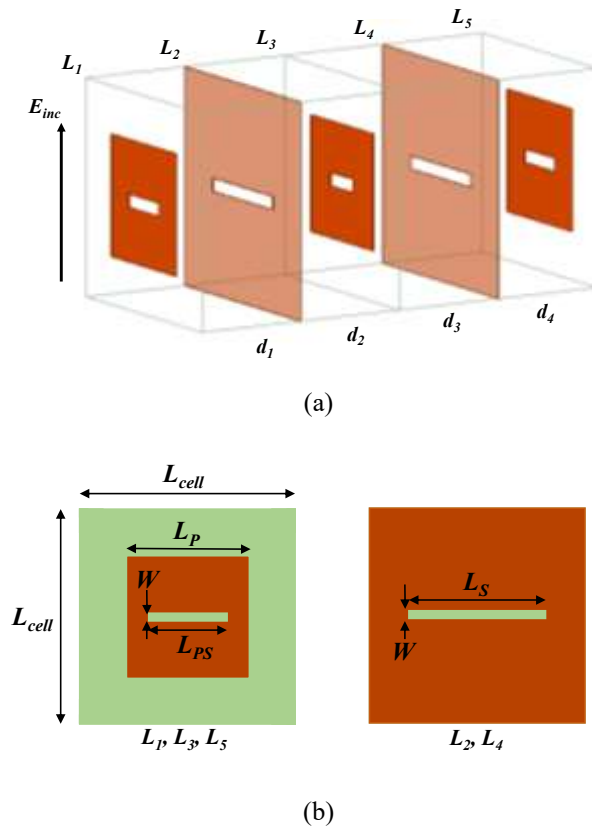 L1 L2 L3 L4 L5
Einc
d1 d2 d3 d4
(a)
Lcell
LP
W
LS
Lcell
LPS
W
L1, L3, L5
L2, L4
(b)